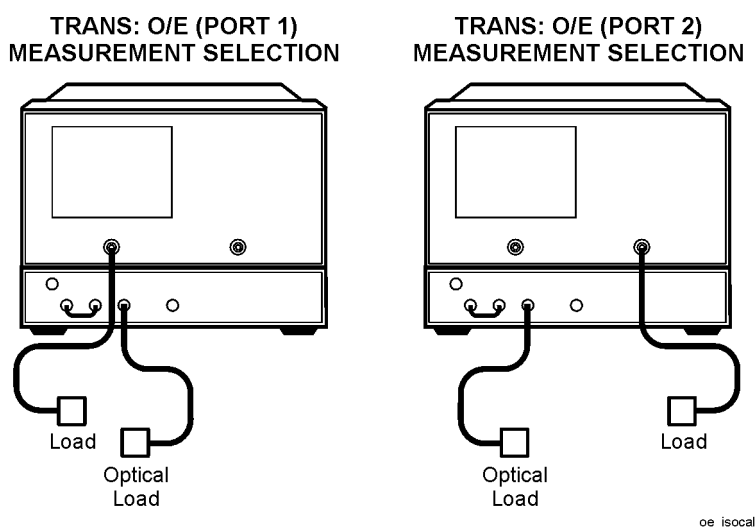 TRANS: O/E (PORT 1)
MEASUREMENT SELECTION
Load
Optical
Load
TRANS: O/E (PORT 2)
MEASUREMENT SELECTION
Optical
Load
Load
oe isocal